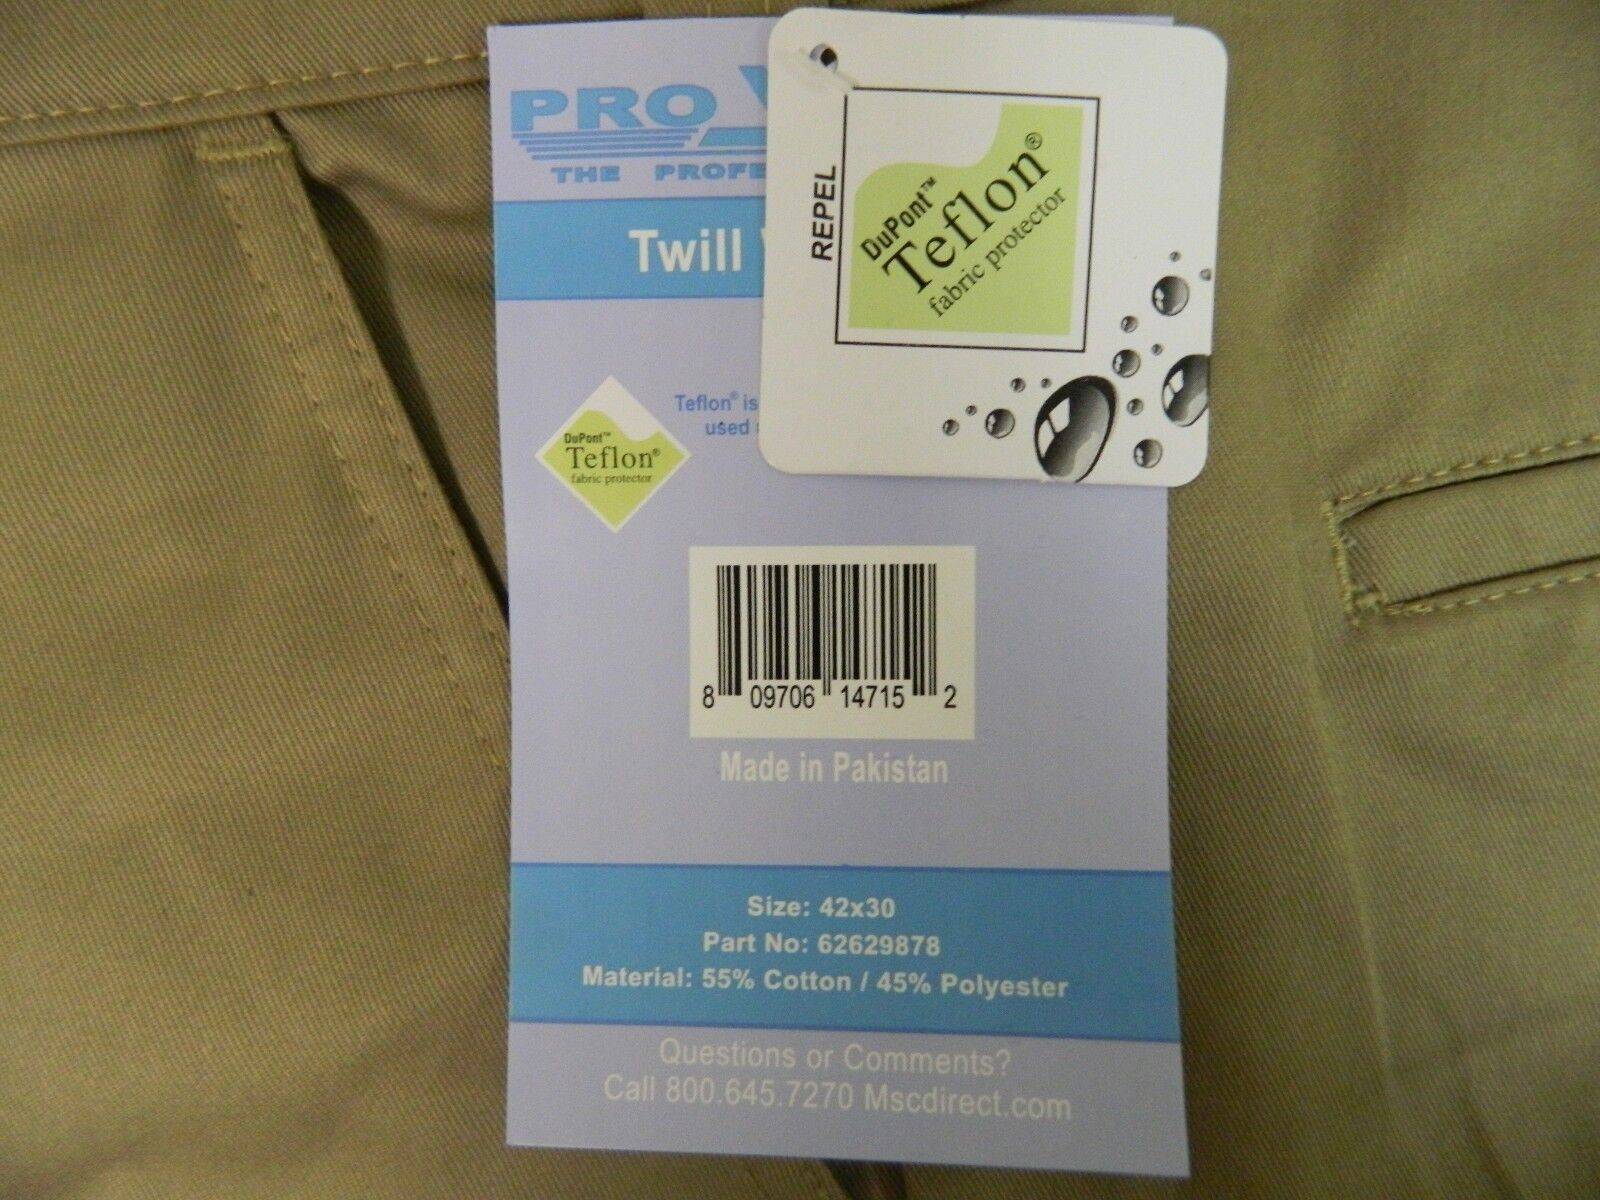 PRO
THE
Twill
Teflon® is
used
DuPont™
Teflon®
fabric protector
REPEL
DuPont™
Teflon®
fabric protector
8 09706 14715 2
Made in Pakistan
Size: 42x30
Part No: 62629878
Material: 55% Cotton / 45% Polyester
Questions or Comments?
Call 800.645.7270 Mscdirect.com